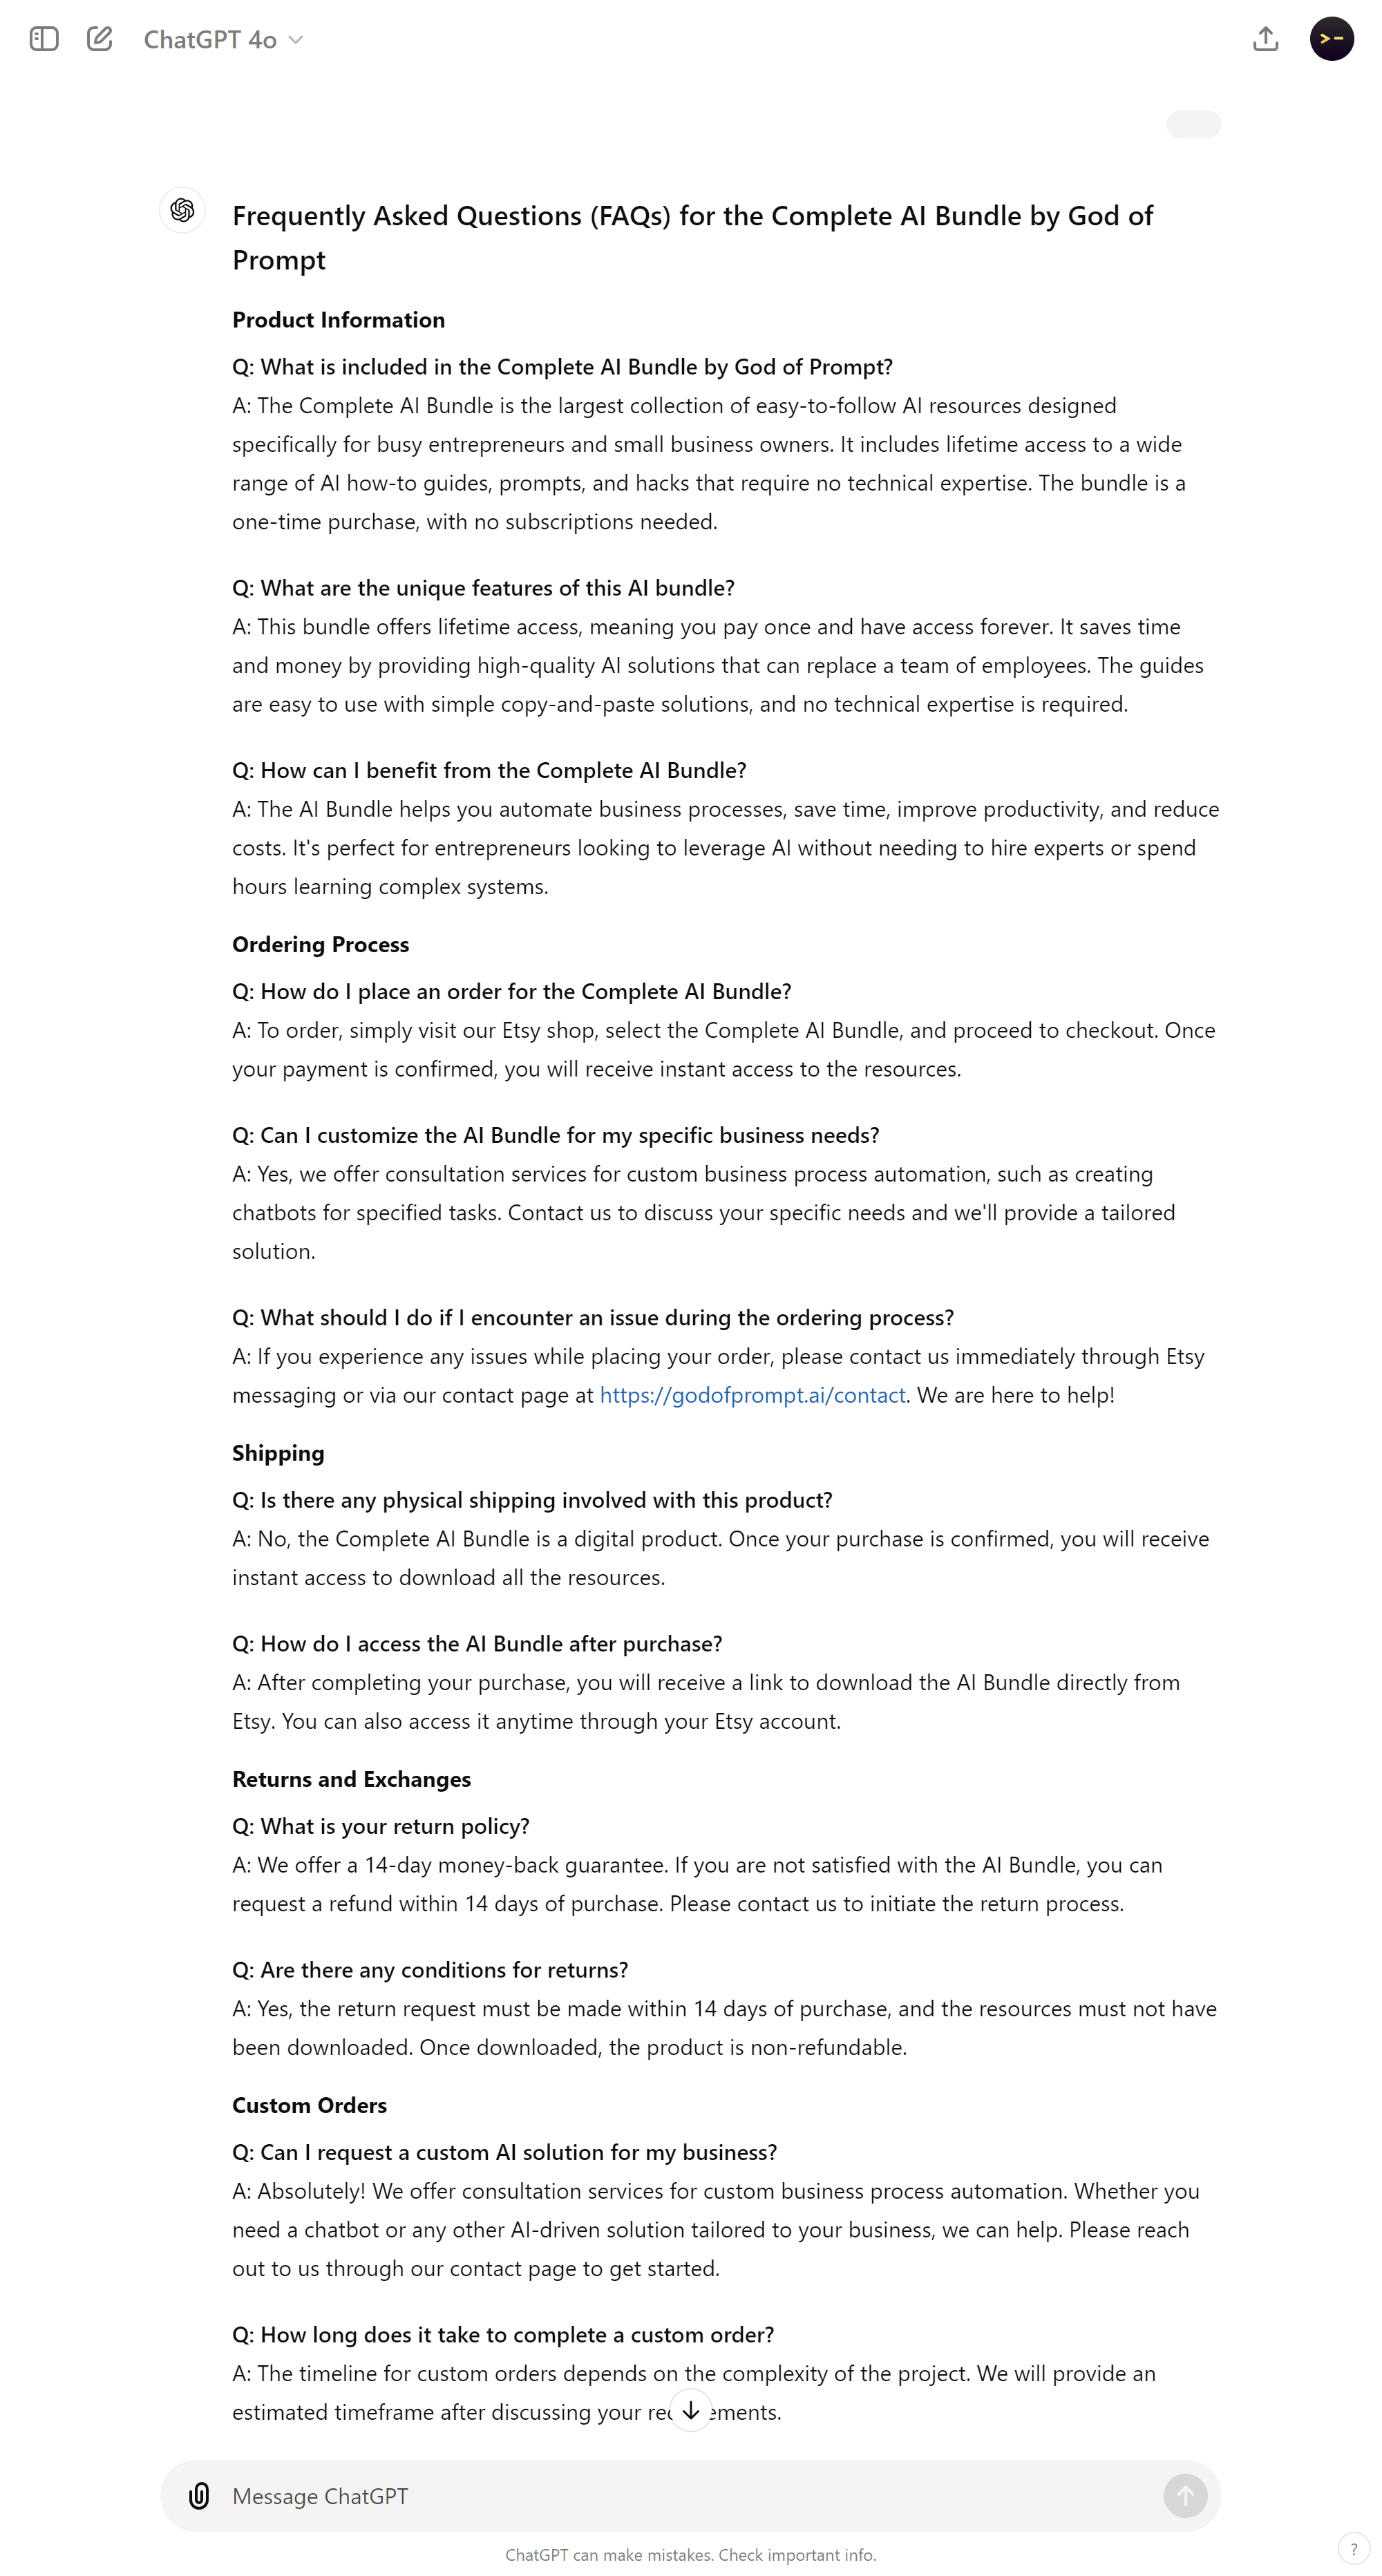 ChatGPT 4o
Frequently Asked Questions (FAQs) for the Complete AI Bundle by God of
Prompt
Product Information
Q: What is included in the Complete AI Bundle by God of Prompt?
A: The Complete AI Bundle is the largest collection of easy-to-follow AI resources designed
specifically for busy entrepreneurs and small business owners. It includes lifetime access to a wide
range of AI how-to guides, prompts, and hacks that require no technical expertise. The bundle is a
one-time purchase, with no subscriptions needed.
Q: What are the unique features of this AI bundle?
A: This bundle offers lifetime access, meaning you pay once and have access forever. It saves time
and money by providing high-quality AI solutions that can replace a team of employees. The guides
are easy to use with simple copy-and-paste solutions, and no technical expertise is required.
Q: How can I benefit from the Complete AI Bundle?
A: The AI Bundle helps you automate business processes, save time, improve productivity, and reduce
costs. It's perfect for entrepreneurs looking to leverage AI without needing to hire experts or spend
hours learning complex systems.
Ordering Process
Q: How do I place an order for the Complete AI Bundle?
A: To order, simply visit our Etsy shop, select the Complete AI Bundle, and proceed to checkout. Once
your payment is confirmed, you will receive instant access to the resources.
Q: Can I customize the AI Bundle for my specific business needs?
A: Yes, we offer consultation services for custom business process automation, such as creating
chatbots for specified tasks. Contact us to discuss your specific needs and we'll provide a tailored
solution.
Q: What should I do if I encounter an issue during the ordering process?
A: If you experience any issues while placing your order, please contact us immediately through Etsy
messaging or via our contact page at https://godofprompt.ai/contact. We are here to help!
Shipping
Q: Is there any physical shipping involved with this product?
A: No, the Complete AI Bundle is a digital product. Once your purchase is confirmed, you will receive
instant access to download all the resources.
Q: How do I access the AI Bundle after purchase?
A: After completing your purchase, you will receive a link to download the AI Bundle directly from
Etsy. You can also access it anytime through your Etsy account.
Returns and Exchanges
Q: What is your return policy?
A: We offer a 14-day money-back guarantee. If you are not satisfied with the AI Bundle, you can
request a refund within 14 days of purchase. Please contact us to initiate the return process.
Q: Are there any conditions for returns?
A: Yes, the return request must be made within 14 days of purchase, and the resources must not have
been downloaded. Once downloaded, the product is non-refundable.
Custom Orders
Q: Can I request a custom AI solution for my business?
A: Absolutely! We offer consultation services for custom business process automation. Whether you
need a chatbot or any other AI-driven solution tailored to your business, we can help. Please reach
out to us through our contact page to get started.
Q: How long does it take to complete a custom order?
A: The timeline for custom orders depends on the complexity of the project. We will provide an
estimated timeframe after discussing your
Message ChatGPT
ChatGPT can make mistakes. Check important info.
?